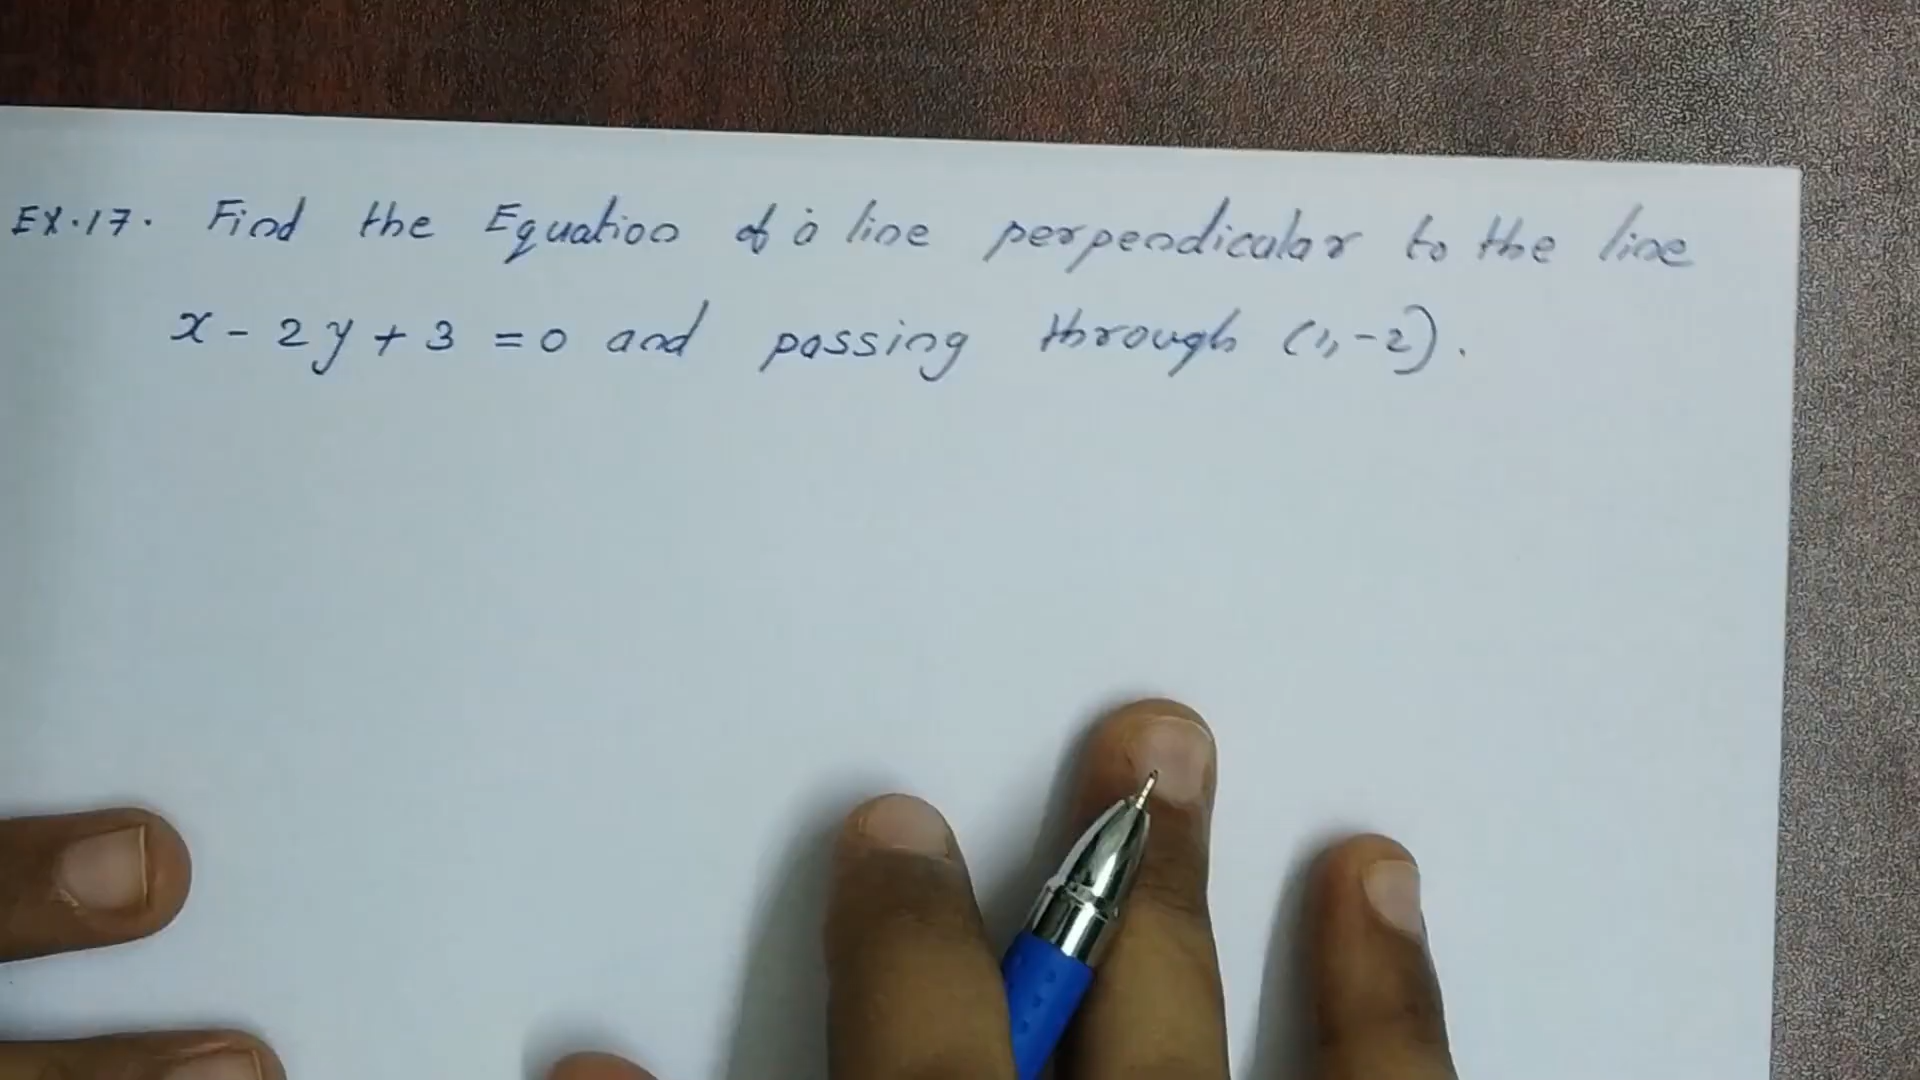 EX.17. Find the Equation of a line perpendicular to the line
x - 2y + 3 = 0 and passing through (1, -2).